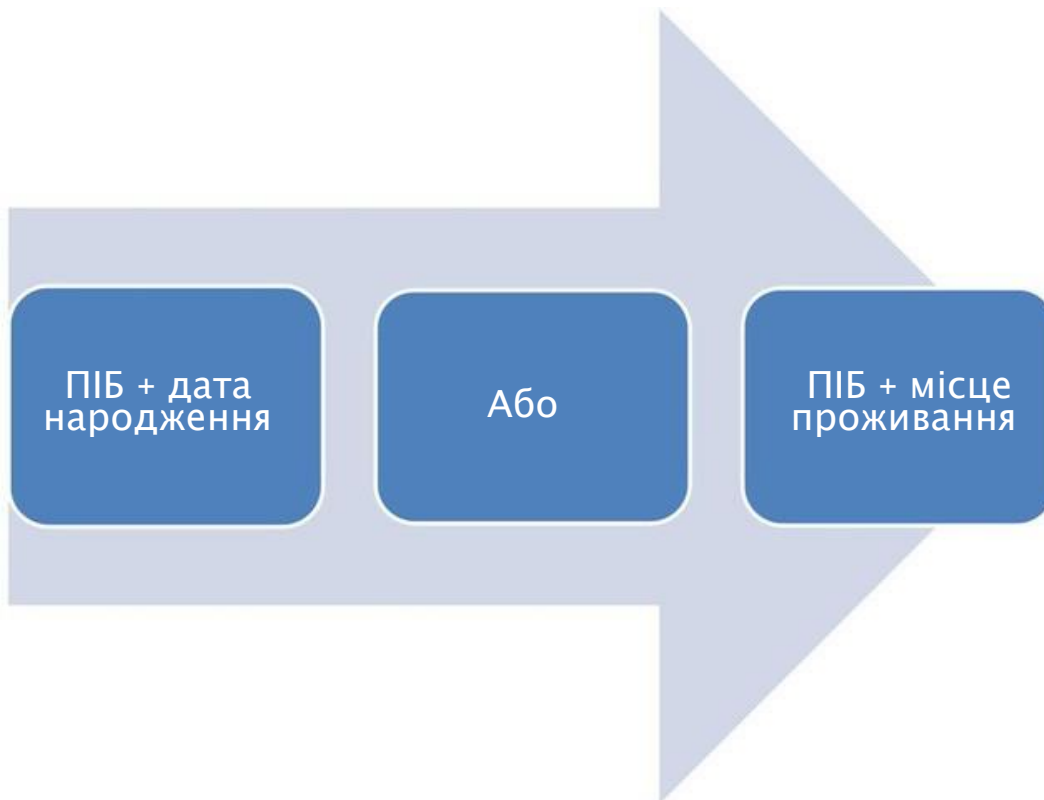 ПІБ + дата
народження
Або
ПІБ + місце
проживання